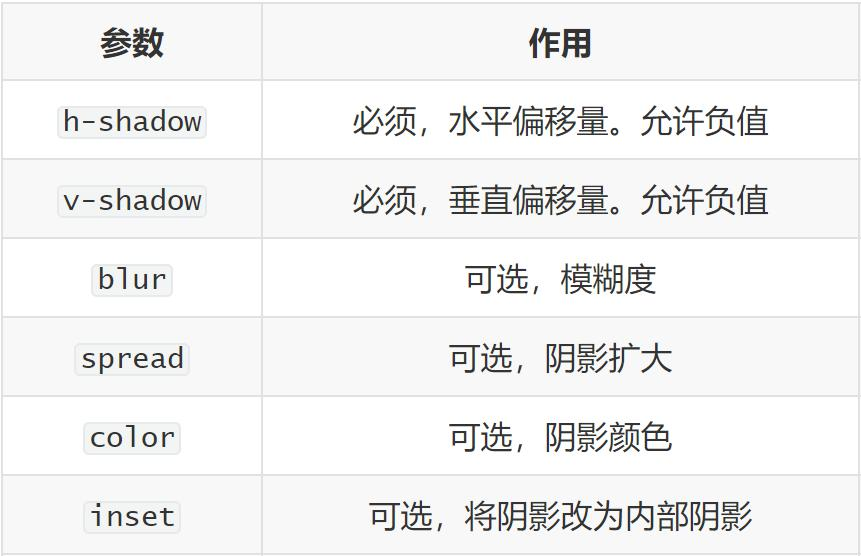 参数 作用
h-shadow 必须，水平偏移量。允许负值
v-shadow 必须，垂直偏移量。允许负值
blur 可选，模糊度
spread 可选，阴影扩大
color 可选，阴影颜色
inset 可选，将阴影改为内部阴影